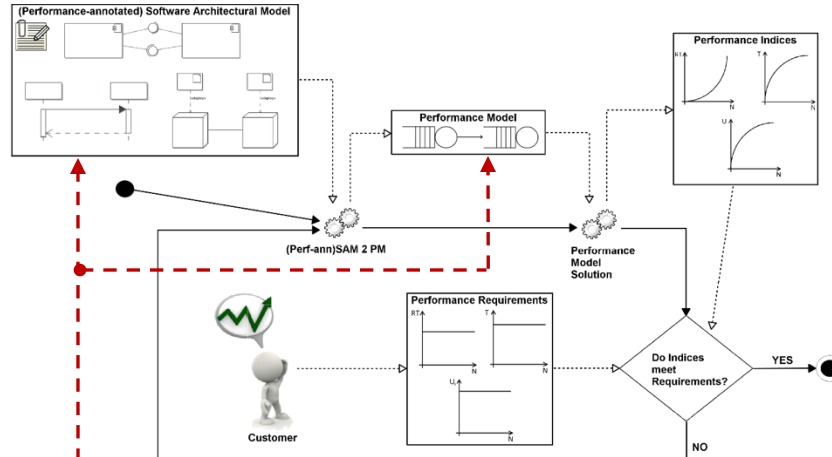 (Performance-annotated) Software Architectural Model
Performance Indices
RT
N
T
N
U
N
Performance Model
(Perf-ann)SAM 2 PM
Performance
Model
Solution
Performance Requirements
RT
N
T
N
U
N
Do Indices
meet
Requirements?
YES
NO
Customer